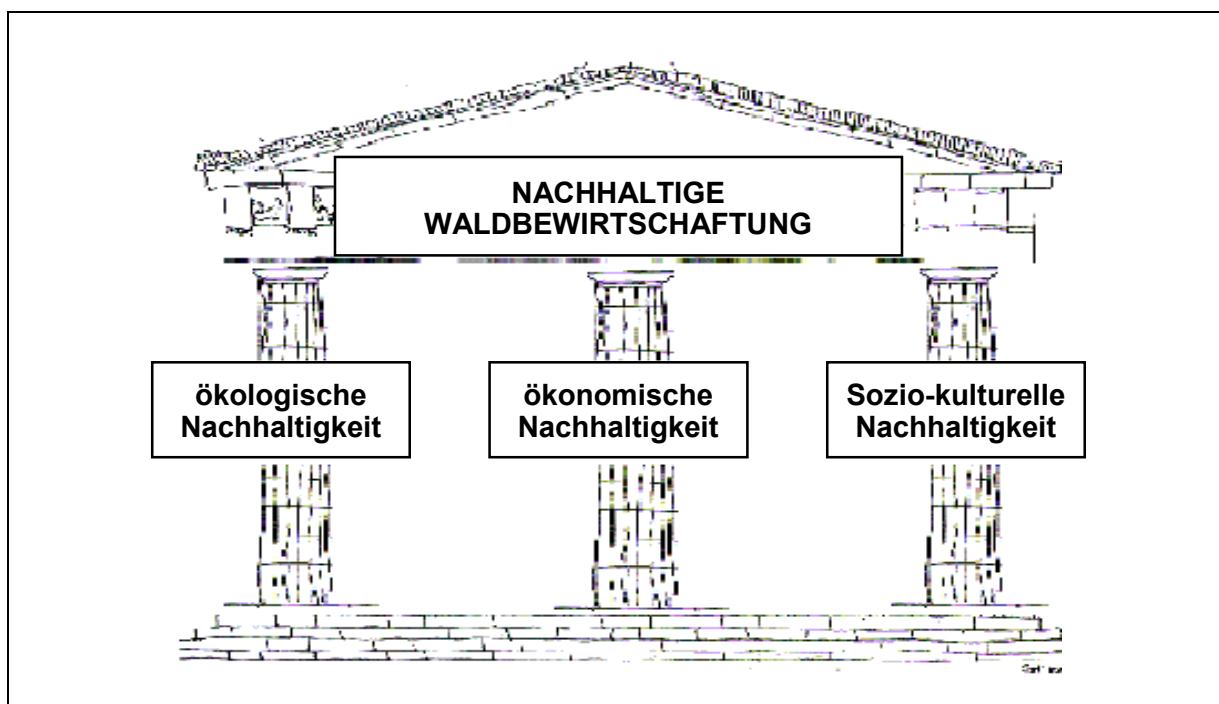 NACHHALTIGE
WALDBEWIRTSCHAFTUNG
ökologische
Nachhaltigkeit
ökonomische
Nachhaltigkeit
Sozio-kulturelle
Nachhaltigkeit